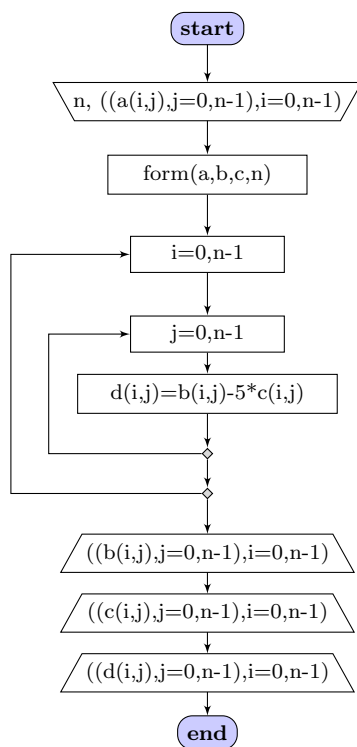 start
n, ((a(i,j),j=0,n-1),i=0,n-1)
form(a,b,c,n)
i=0,n-1
j=0,n-1
d(i,j)=b(i,j)-5*c(i,j)
((b(i,j),j=0,n-1),i=0,n-1)
((c(i,j),j=0,n-1),i=0,n-1)
((d(i,j),j=0,n-1),i=0,n-1)
end